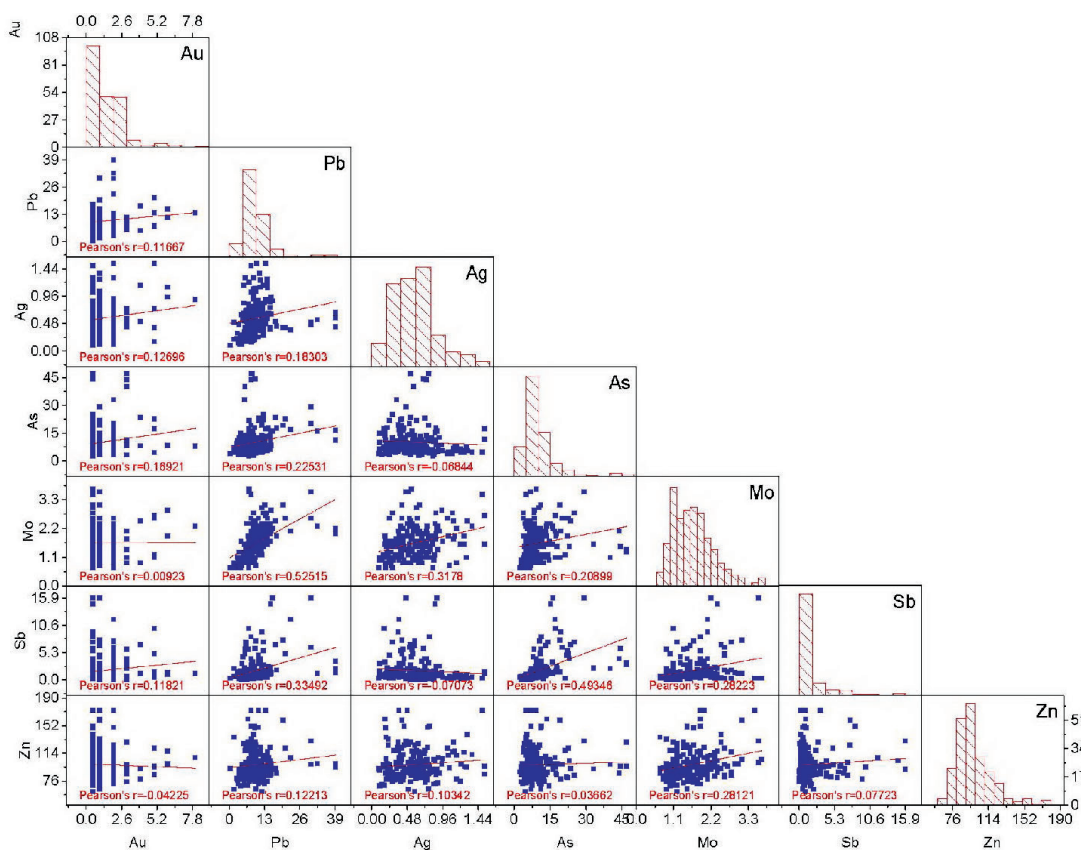 0.0 2.6 5.2 7.8
Au
108
81
54
27
0
Au
39
26
13
0
Pb
Pearson's r=0.11667
Pb
1.44
0.96
0.48
0.00
Ag
Pearson's r=0.12696
Pearson's r=0.18303
Ag
45
30
15
0
As
Pearson's r=0.16921
Pearson's r=0.22531
Pearson's r=-0.06844
As
3.3
2.2
1.1
0.0
Mo
Pearson's r=0.00923
Pearson's r=0.52515
Pearson's r=0.3178
Pearson's r=0.20899
Mo
15.9
10.6
5.3
0.0
Sb
Pearson's r=0.11821
Pearson's r=0.33492
Pearson's r=-0.07073
Pearson's r=0.49346
Pearson's r=0.28223
Sb
190
152
114
76
Zn
Pearson's r=-0.04225
Pearson's r=0.12213
Pearson's r=0.10342
Pearson's r=0.03662
Pearson's r=0.28121
Pearson's r=0.07723
Zn
34
0
0.0 2.6 5.2 7.8
0 13 26 39
0.00 0.48 0.96 1.44
0 15 30 45
1.1 2.2 3.3
0.0 5.3 10.6 15.9
76 114 152 190
Au Pb Ag As Mo Sb Zn